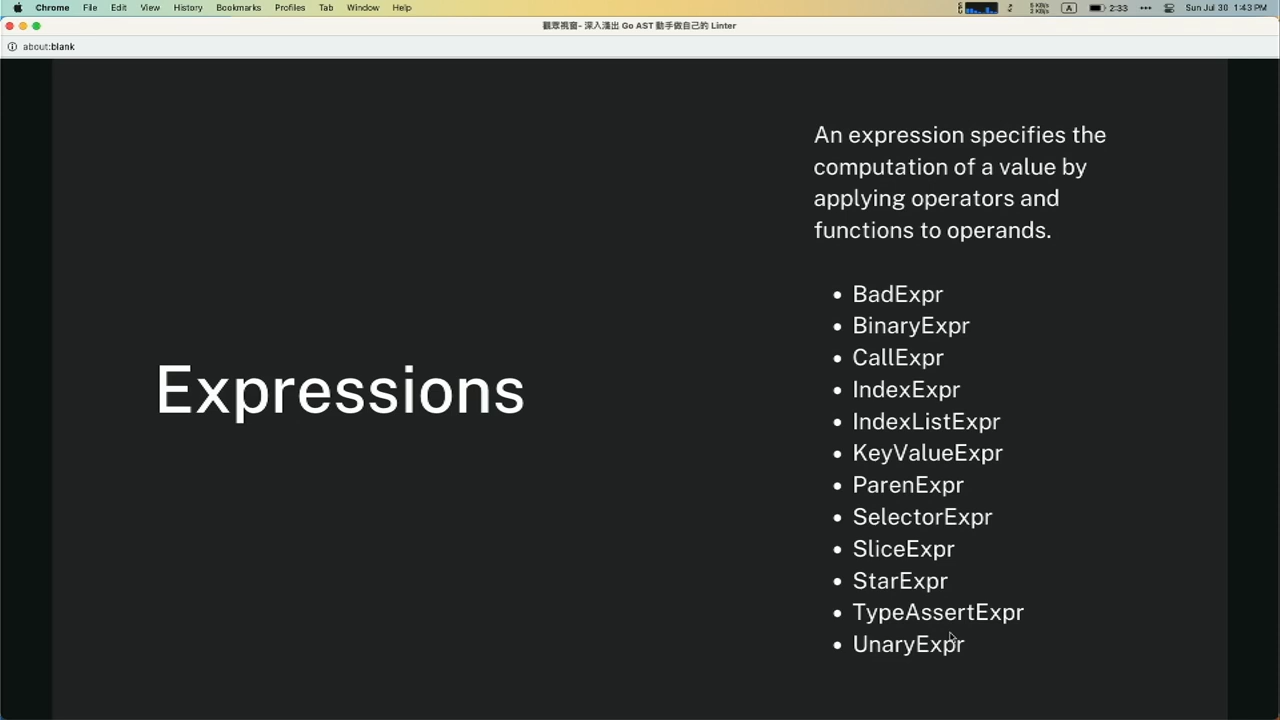 Chrome File Edit View History Bookmarks Profiles Tab Window Help
2:33
Sun Jul 30 1:43 PM
觀眾視窗- 深入淺出 Go AST 動手做自己的 Linter
about:blank
Expressions
An expression specifies the
computation of a value by
applying operators and
functions to operands.
• BadExpr
• BinaryExpr
• CallExpr
• IndexExpr
• IndexListExpr
• KeyValueExpr
• ParenExpr
• SelectorExpr
• SliceExpr
• StarExpr
• TypeAssertExpr
• UnaryExpr